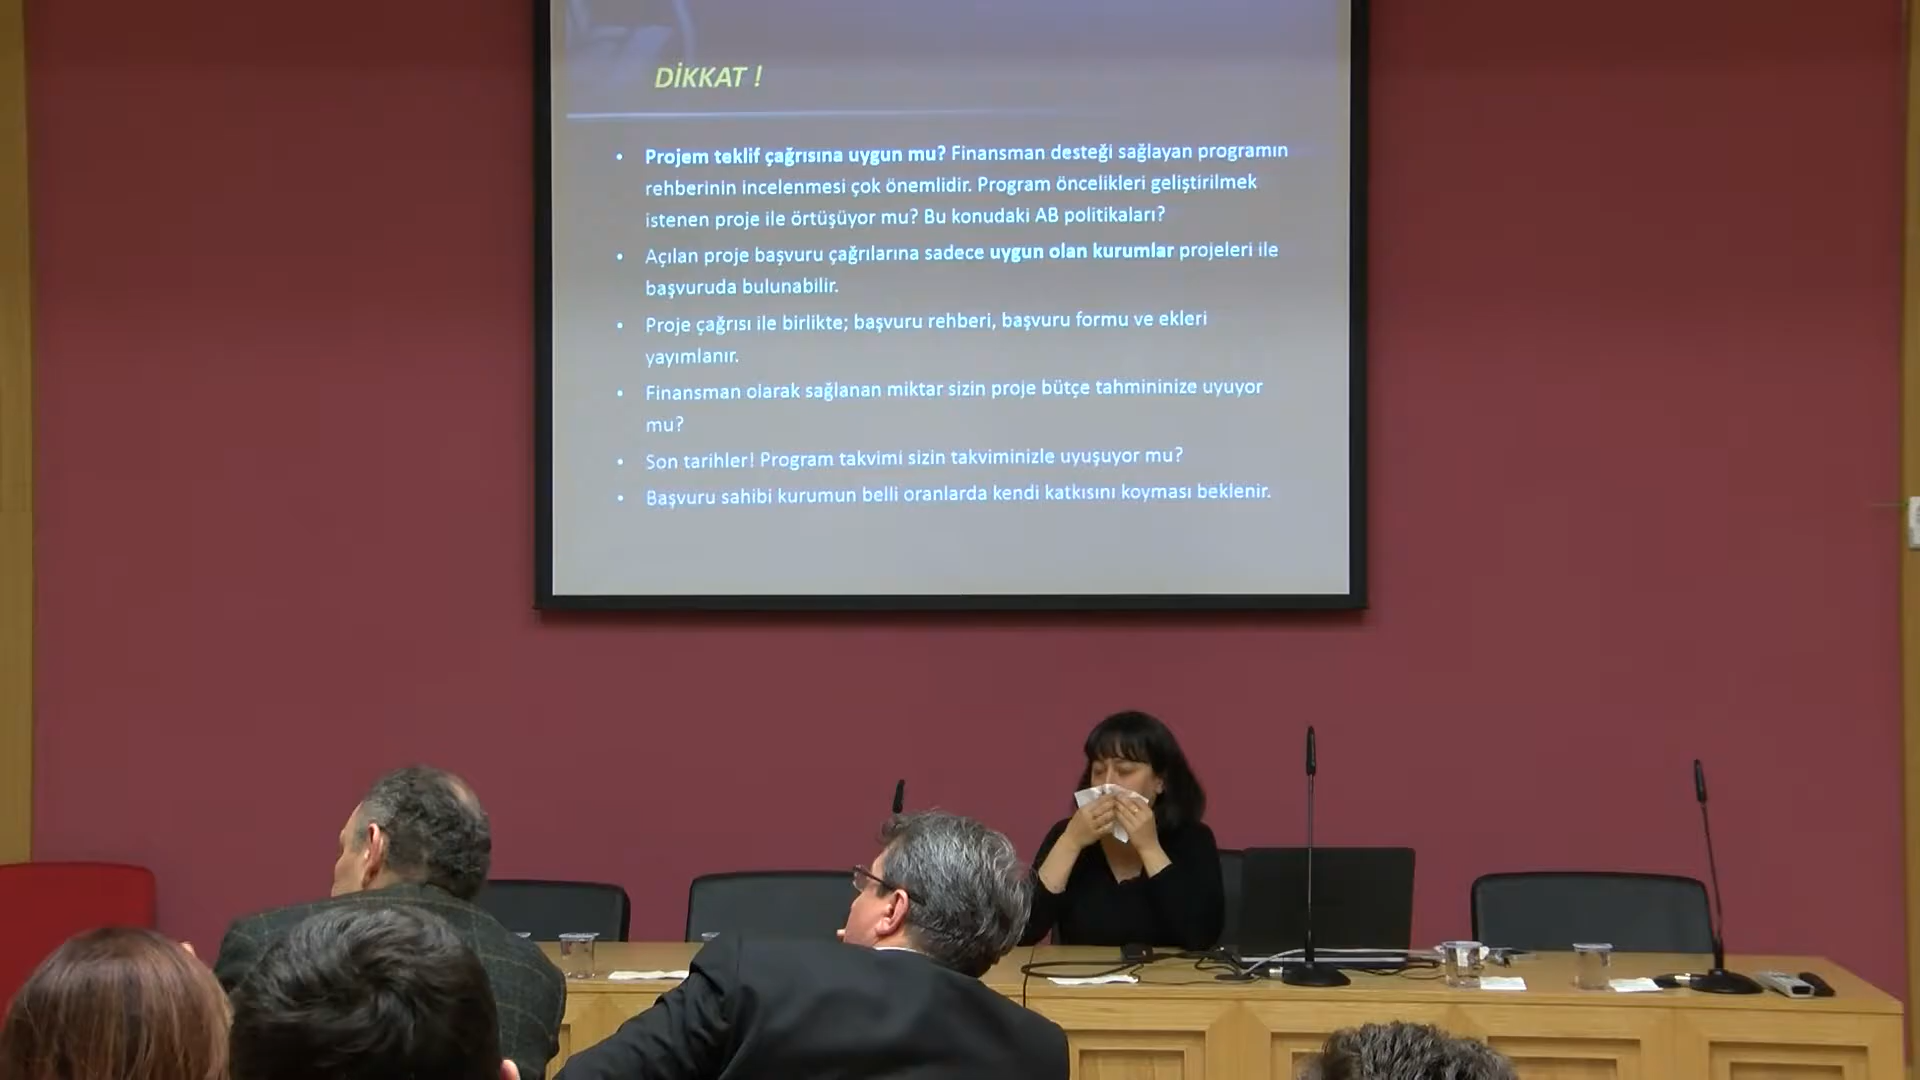 DİKKAT !
• Projem teklif çağrısına uygun mu? Finansman desteği sağlayan programın
rehberinin incelenmesi çok önemlidir. Program öncelikleri geliştirilmek
istenen proje ile örtüşüyor mu? Bu konudaki AB politikaları?
• Açılan proje başvuru çağrılarına sadece uygun olan kurumlar projeleri ile
başvuruda bulunabilir.
• Proje çağrısı ile birlikte; başvuru rehberi, başvuru formu ve ekleri
yayımlanır.
• Finansman olarak sağlanan miktar sizin proje bütçe tahmininize uyuyor
mu?
• Son tarihler! Program takvimi sizin takviminizle uyuşuyor mu?
• Başvuru sahibi kurumun belli oranlarda kendi katkısını koyması beklenir.